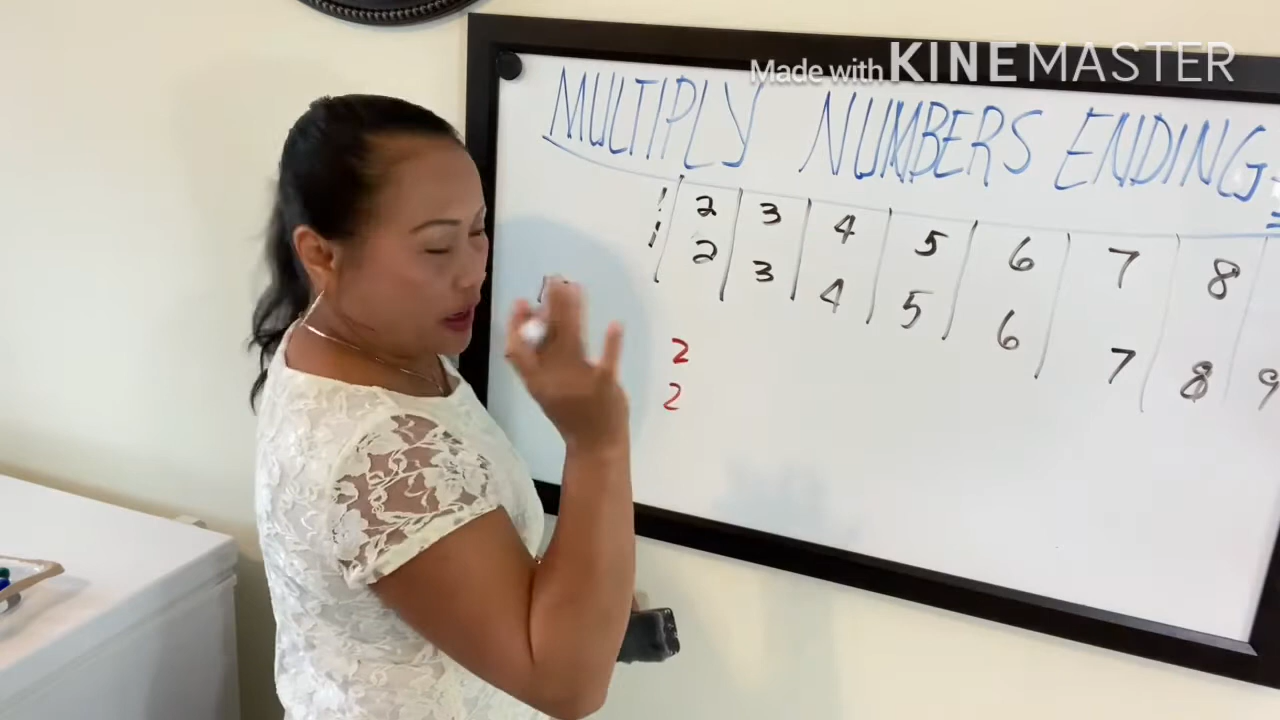 Made with KINEMASTER
MULTIPLY NUMBERS ENDING
1 2 3 4 5 6 7 8
1 2 3 4 5 6 7 8 9
2
2